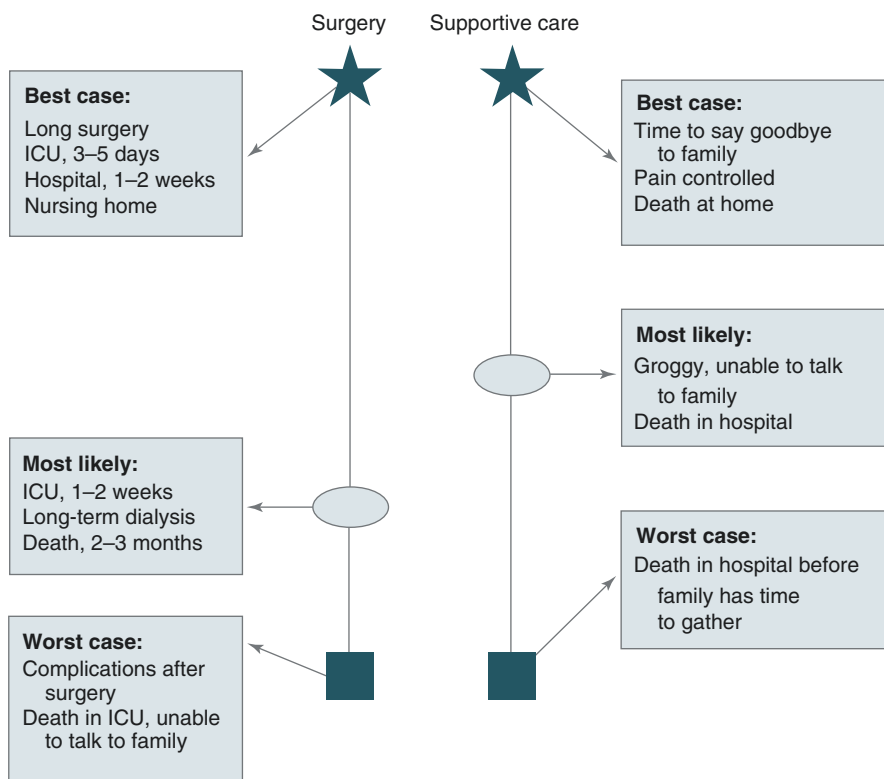 Surgery
Supportive care
Best case:
Long surgery
ICU, 3–5 days
Hospital, 1–2 weeks
Nursing home
Best case:
Time to say goodbye
to family
Pain controlled
Death at home
Most likely:
Groggy, unable to talk
to family
Death in hospital
Most likely:
ICU, 1–2 weeks
Long-term dialysis
Death, 2–3 months
Worst case:
Death in hospital before
family has time
to gather
Worst case:
Complications after
surgery
Death in ICU, unable
to talk to family